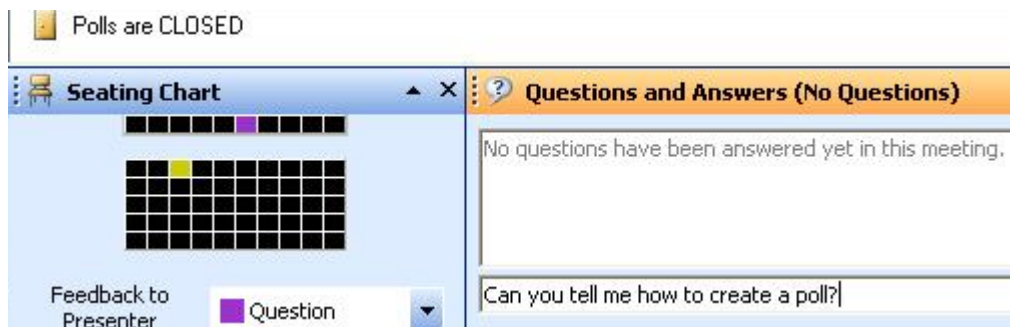 Polls are CLOSED
Seating Chart
Questions and Answers (No Questions)
No questions have been answered yet in this meeting.
Can you tell me how to create a poll?
Feedback to
Presenter
Question